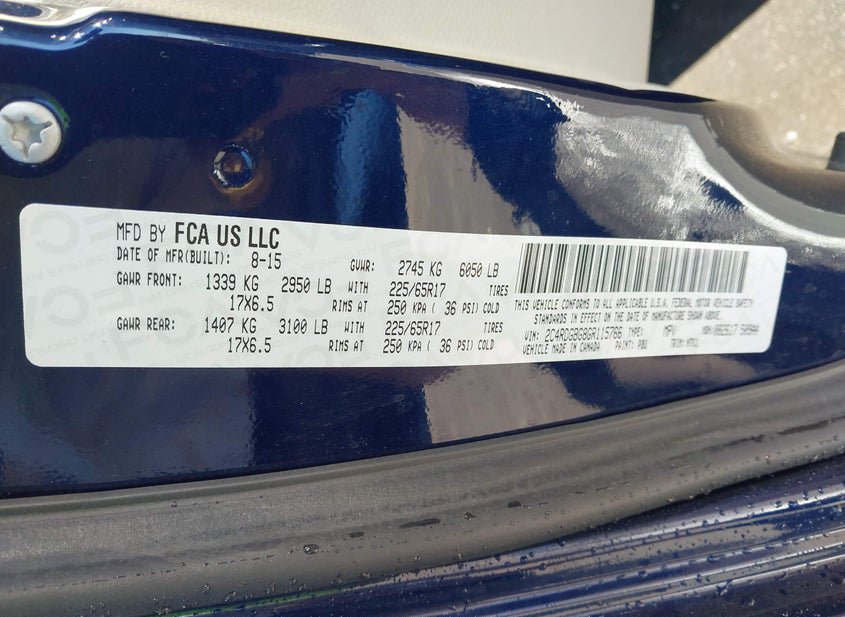 MFD BY FCA US LLC
DATE OF MFR(BUILT): 8-15 GVWR: 2745 KG 6050 LB
GAWR FRONT: 1339 KG 2950 LB WITH 225/65R17 TIRES
17X6.5 RIMS AT 250 KPA( 36 PSI) COLD
GAWR REAR: 1407 KG 3100 LB WITH 225/65R17 TIRES
17X6.5 RIMS AT 250 KPA( 36 PSI) COLD
THIS VEHICLE CONFORMS TO ALL APPLICABLE U.S.A. FEDERAL MOTOR VEHICLE SAFETY
STANDARDS IN EFFECT ON THE DATE OF MANUFACTURE SHOWN ABOVE.
VIN: 2C4RDGBG8GR115766 TYPE: MPV MDH:
VEHICLE MADE IN CANADA PAINT: PBU TRIM: